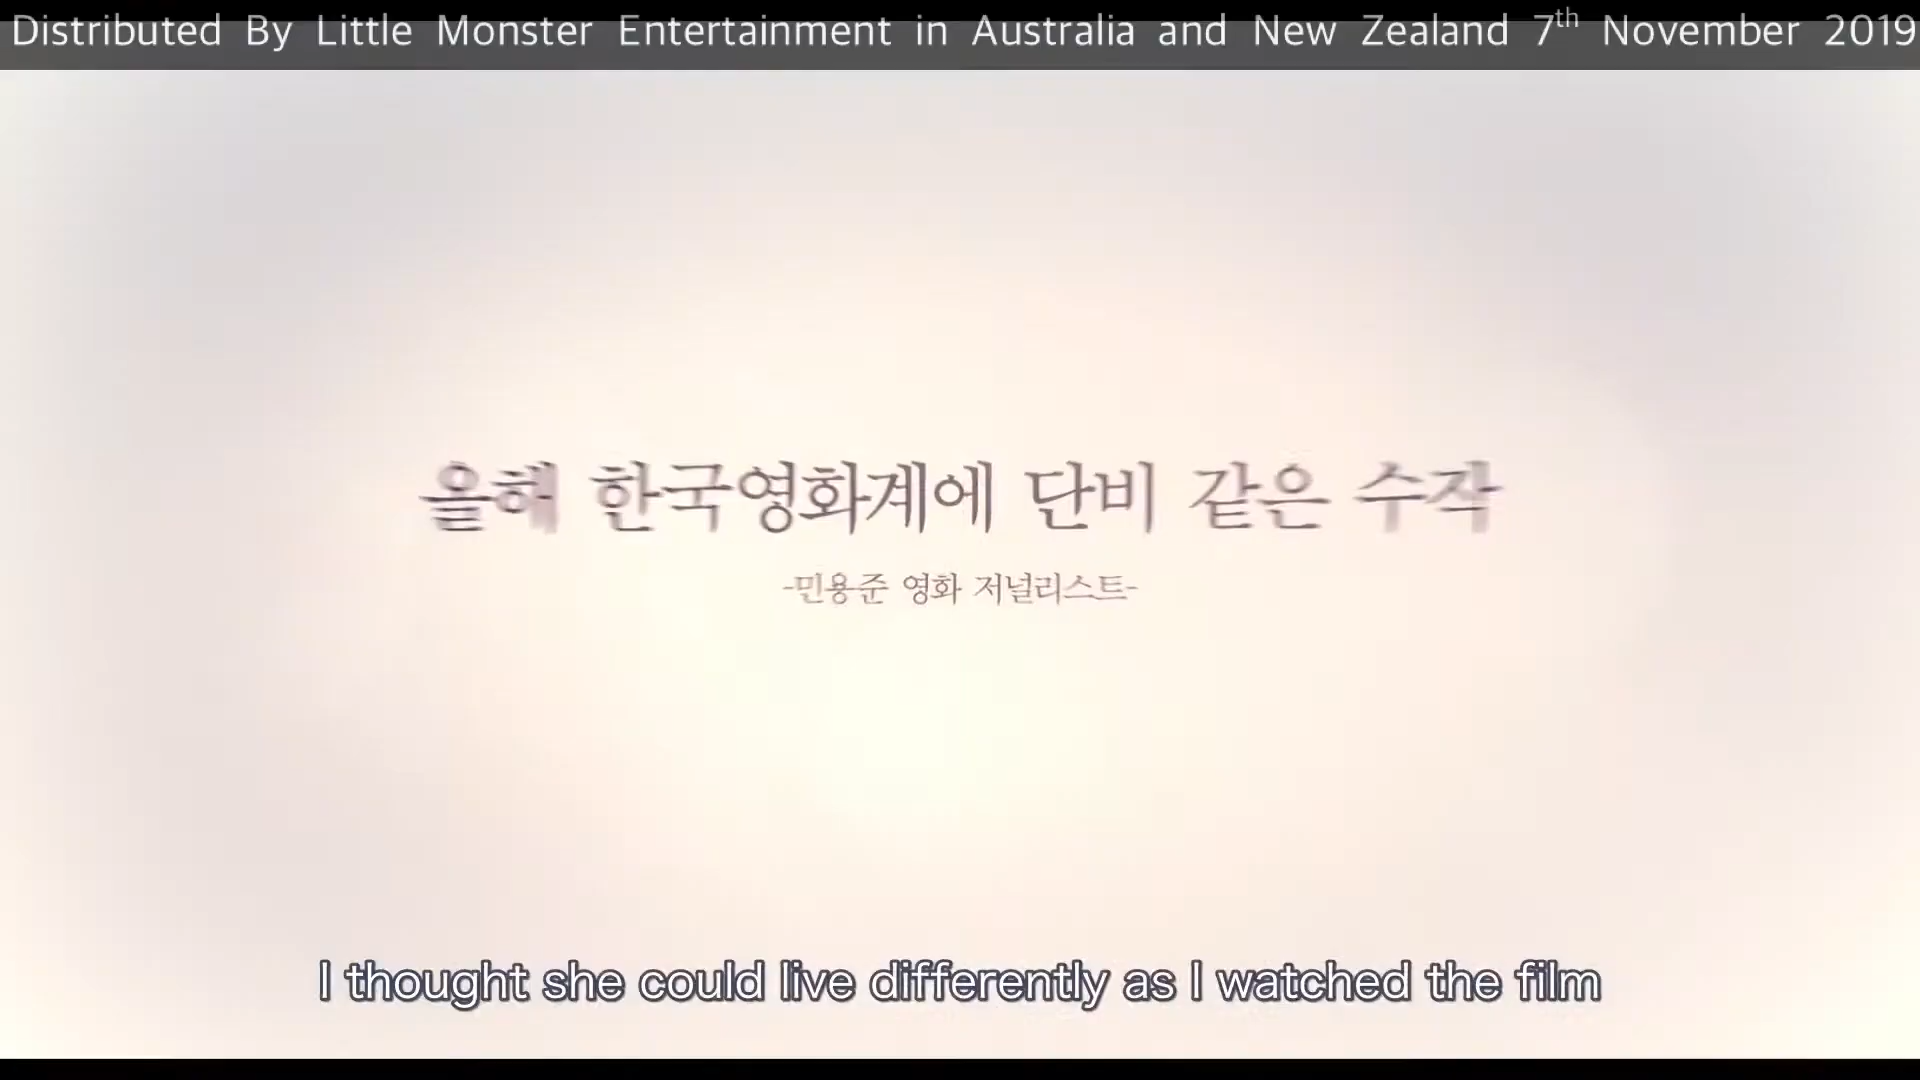 Distributed By Little Monster Entertainment in Australia and New Zealand 7th November 2019
올해 한국영화계에 단비 같은 수작
-민용준 영화 저널리스트-
I thought she could live differently as I watched the film